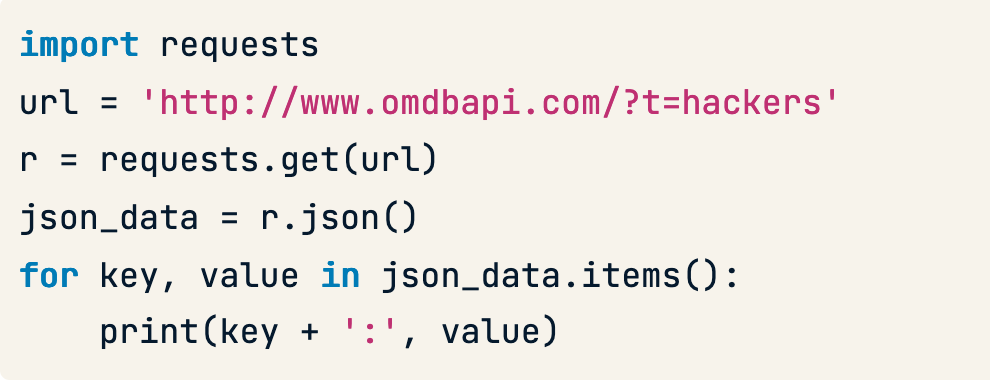 import requests
url = 'http://www.omdbapi.com/?t=hackers'
r = requests.get(url)
json_data = r.json()
for key, value in json_data.items():
    print(key + ':', value)